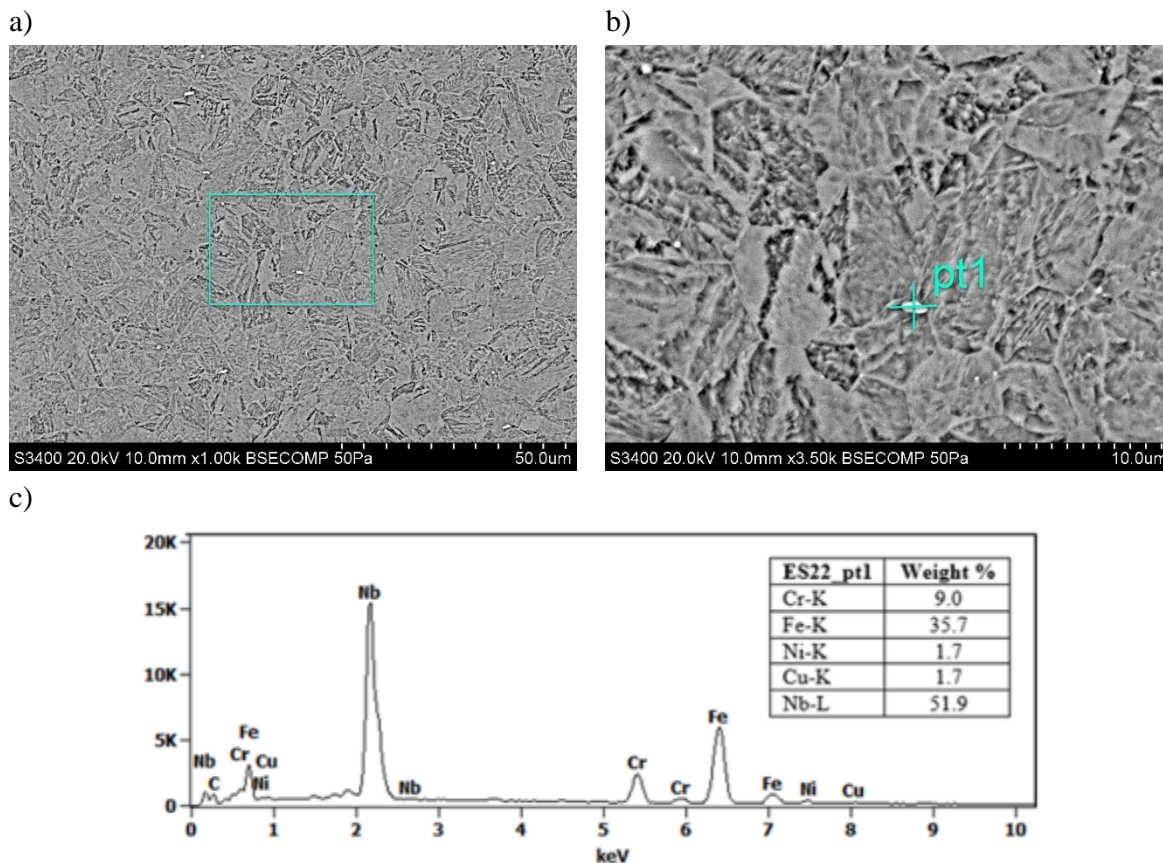 a)
b)
pt1
S3400 20.0kV 10.0mm x1.00k BSECOMP 50Pa 50.0um
S3400 20.0kV 10.0mm x3.50k BSECOMP 50Pa 10.0um
c)
20K
15K
10K
5K
0
Nb
Nb
C
Cr
Fe
Cu
Ni
Nb
Cr
Cr
Fe
Fe
Ni
Cu
0 1 2 3 4 5 6 7 8 9 10
keV
ES22_pt1 Weight %
Cr-K 9.0
Fe-K 35.7
Ni-K 1.7
Cu-K 1.7
Nb-L 51.9